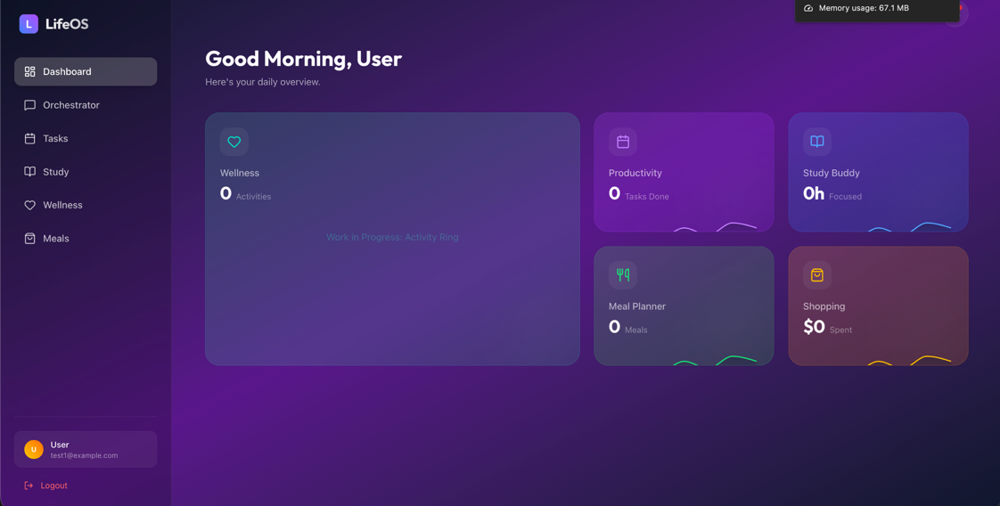 L LifeOS
Memory usage: 67.1 MB
Dashboard
Orchestrator
Tasks
Study
Wellness
Meals
U
User
test1@example.com
Logout
Good Morning, User
Here's your daily overview.
Wellness
0 Activities
Work in Progress: Activity Ring
Productivity
0 Tasks Done
Study Buddy
0h Focused
Meal Planner
0 Meals
Shopping
$0 Spent